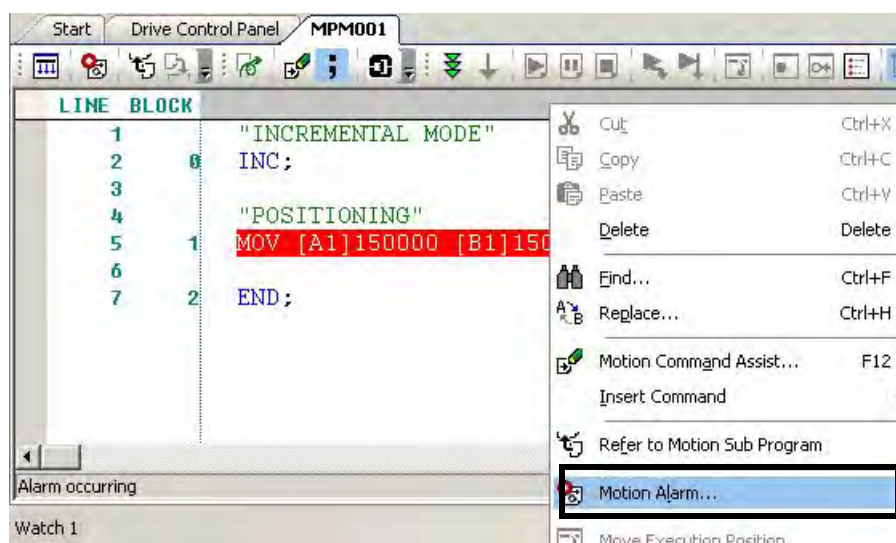 Start Drive Control Panel MPM001
LINE BLOCK
1 "INCREMENTAL MODE"
2 0 INC;
3
4 "POSITIONING"
5 1 MOV [A1]150000 [B1]150
6
7 2 END;
Alarm occurring
Watch 1
Cut Ctrl+X
Copy Ctrl+C
Paste Ctrl+V
Delete Delete
Find... Ctrl+F
Replace... Ctrl+H
Motion Command Assist... F12
Insert Command
Refer to Motion Sub Program
Motion Alarm...
Move Execution Position